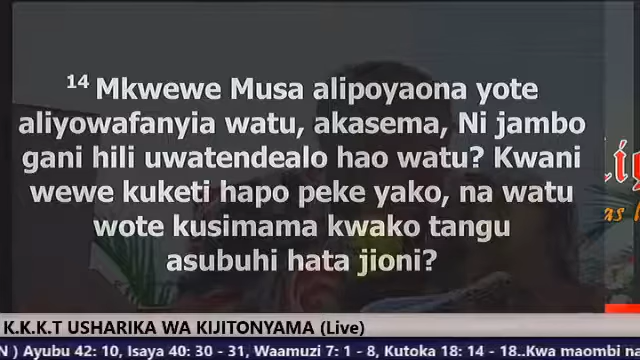 14 Mkwewe Musa alipoyaona yote
aliyowafanyia watu, akasema, Ni jambo
gani hili uwatendealo hao watu? Kwani
wewe kuketi hapo peke yako, na watu
wote kusimama kwako tangu
asubuhi hata jioni?
K.K.K.T USHARIKA WA KIJITONYAMA (Live)
N ) Ayubu 42: 10, Isaya 40: 30 - 31, Waamuzi 7: 1 - 8, Kutoka 18: 14 - 18..Kwa maombi na